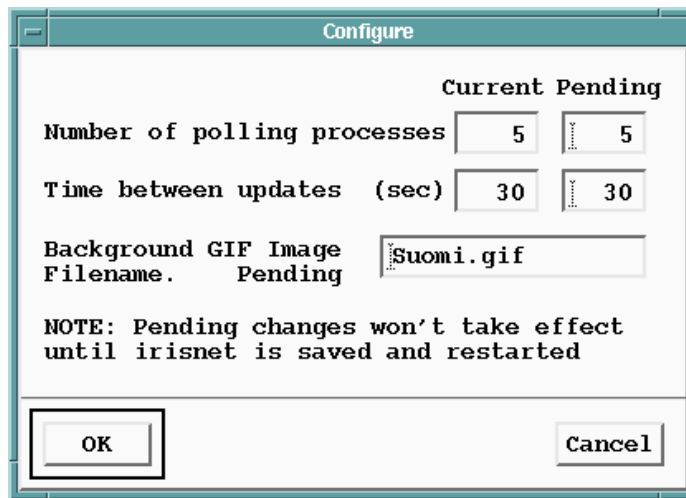 Configure
Current Pending
Number of polling processes 5 5
Time between updates (sec) 30 30
Background GIF Image
Filename. Pending Suomi.gif
NOTE: Pending changes won't take effect
until irisnet is saved and restarted
OK Cancel